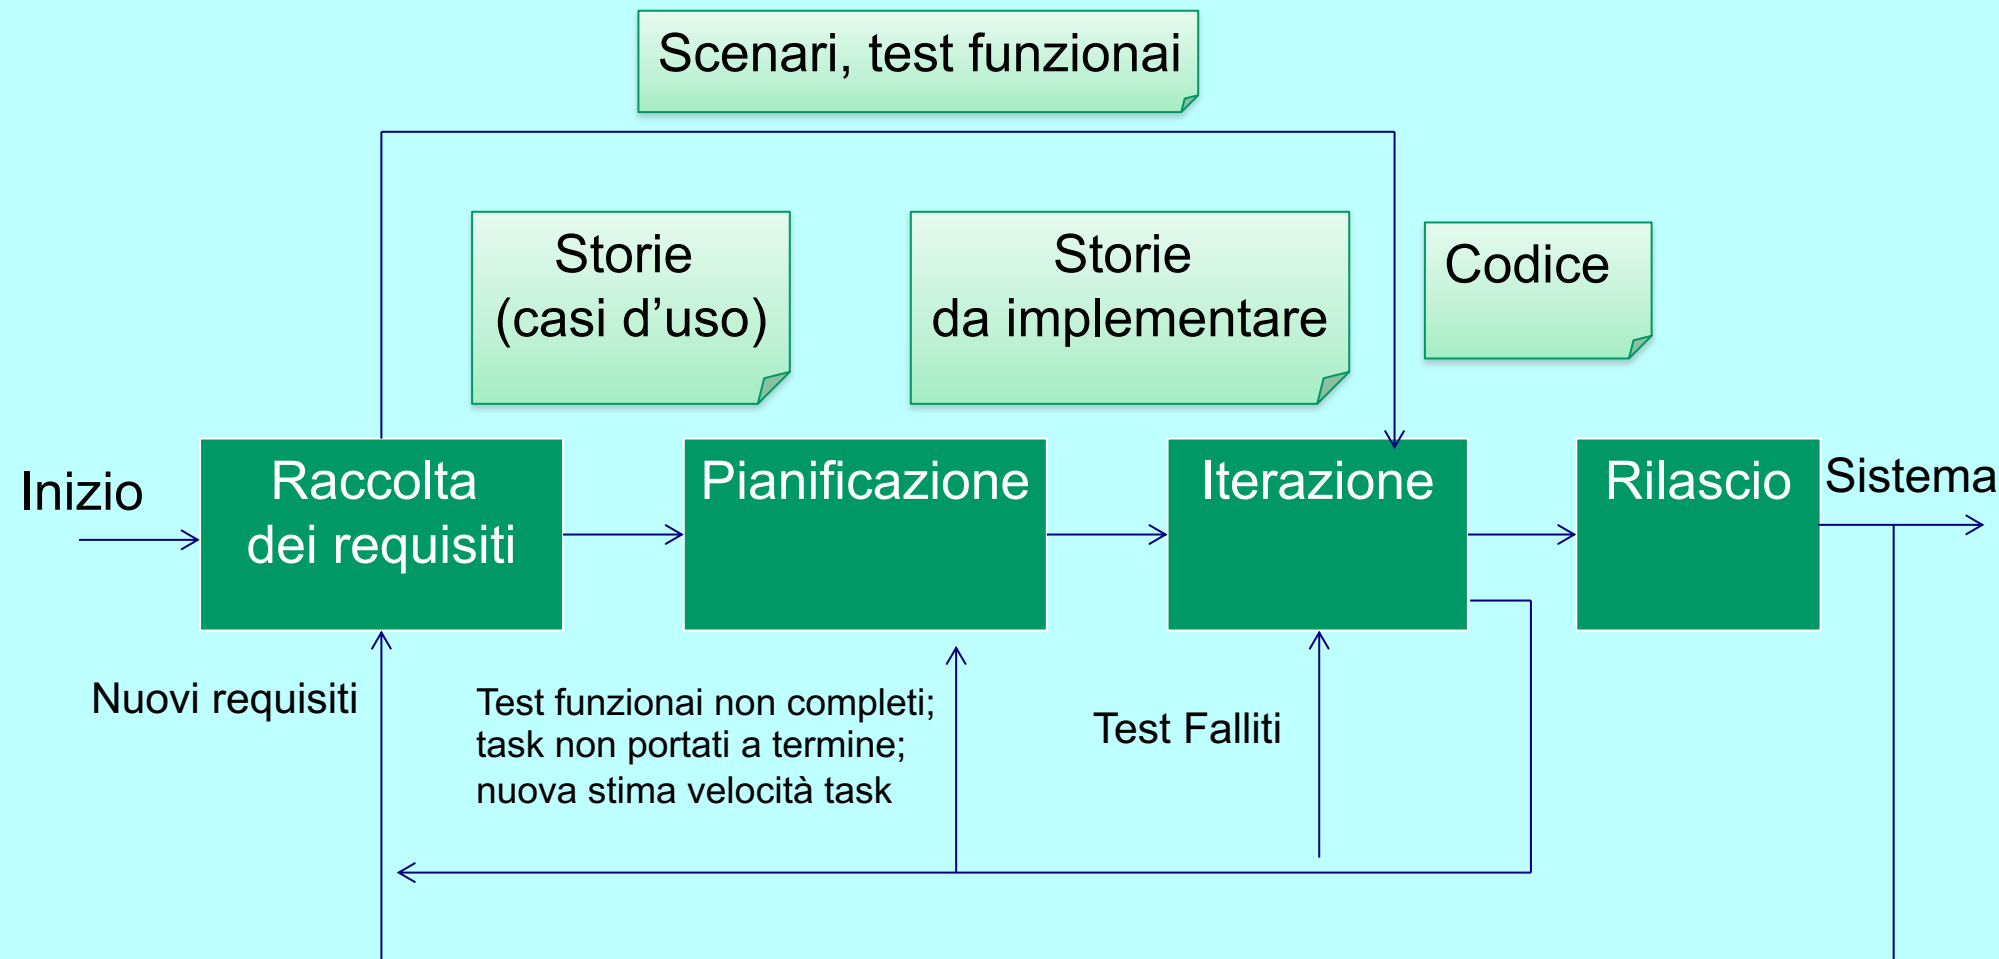 Scenari, test funzionai
Storie
(casi d’uso)
Storie
da implementare
Codice
Inizio
Raccolta
dei requisiti
Pianificazione
Iterazione
Rilascio
Sistema
Nuovi requisiti
Test funzionai non completi;
task non portati a termine;
nuova stima velocità task
Test Falliti